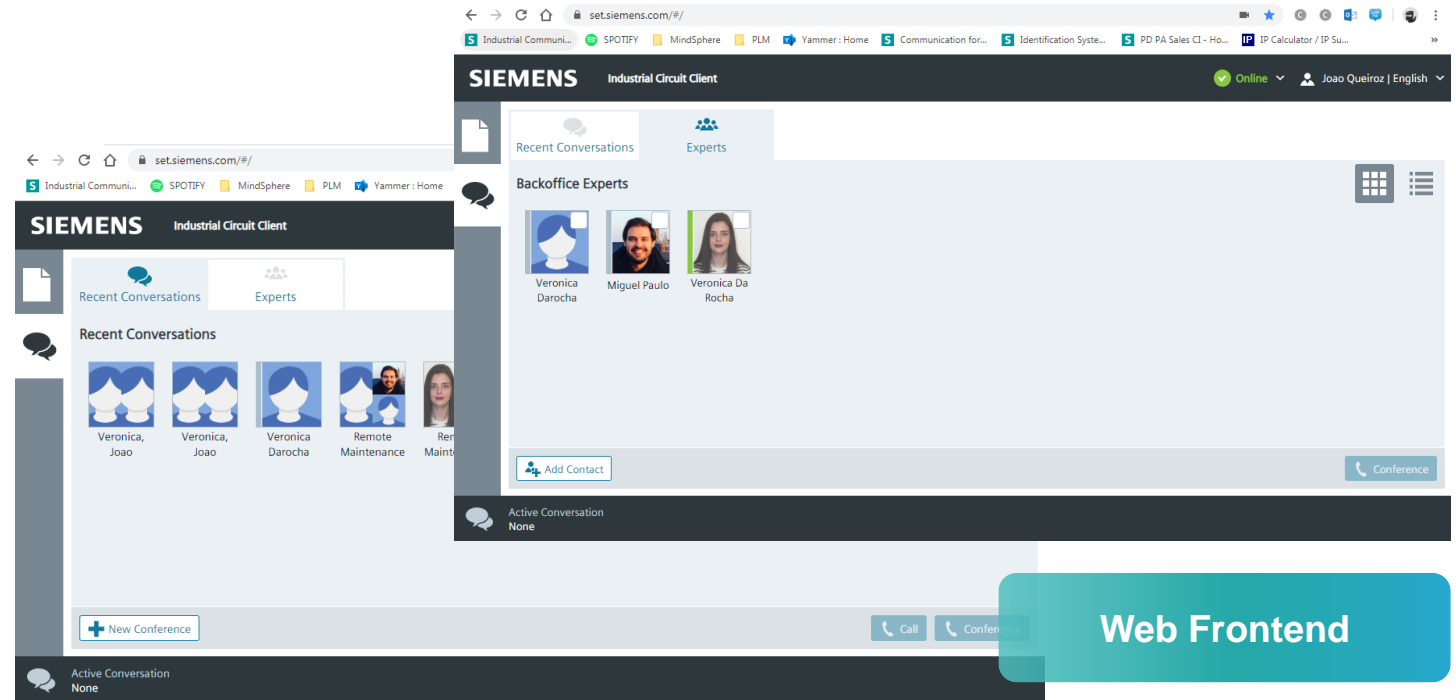 set.siemens.com/#/
Industrial Communi... SPOTIFY MindSphere PLM Yammer : Home Communication for... Identification Syste... PD PA Sales CI - Ho... IP Calculator / IP Su... »
SIEMENS Industrial Circuit Client Online Joao Queiroz | English
Recent Conversations Experts
Backoffice Experts
Veronica
Darocha
Miguel Paulo
Veronica Da
Rocha
Add Contact Conference
Active Conversation
None
set.siemens.com/#/
Industrial Communi... SPOTIFY MindSphere PLM Yammer : Home
SIEMENS Industrial Circuit Client
Recent Conversations Experts
Recent Conversations
Veronica,
Joao
Veronica,
Joao
Veronica
Darocha
Remote
Maintenance
New Conference Call
Active Conversation
None
Web Frontend